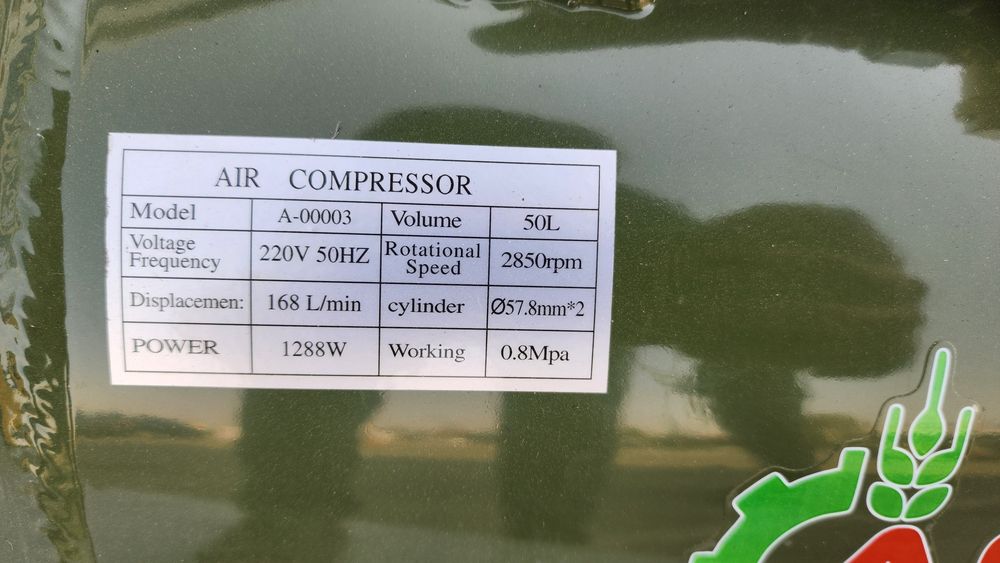 AIR COMPRESSOR
Model A-00003 Volume 50L
Voltage Frequency 220V 50HZ Rotational Speed 2850rpm
Displacemen: 168 L/min cylinder Ø57.8mm*2
POWER 1288W Working 0.8Mpa